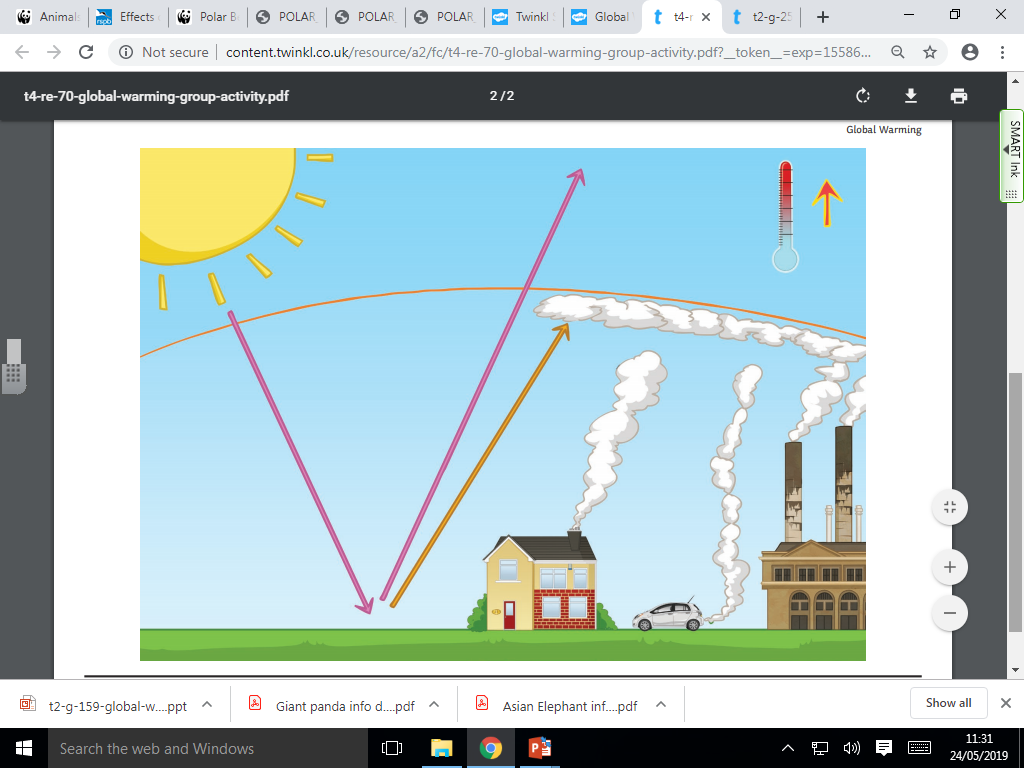 Animal
rspb
Effects
Polar B
POLAR
POLAR
POLAR
Twinkl
Global
t4-r
t2-g-25
Not secure
content.twinkl.co.uk/resource/a2/fc/t4-re-70-global-warming-group-activity.pdf?__token__=exp=15586...
t4-re-70-global-warming-group-activity.pdf
2 / 2
Global Warming
SMART Ink
t2-g-159-global-w....ppt
Giant panda info d....pdf
Asian Elephant inf....pdf
Show all
Search the web and Windows
11:31
24/05/2019